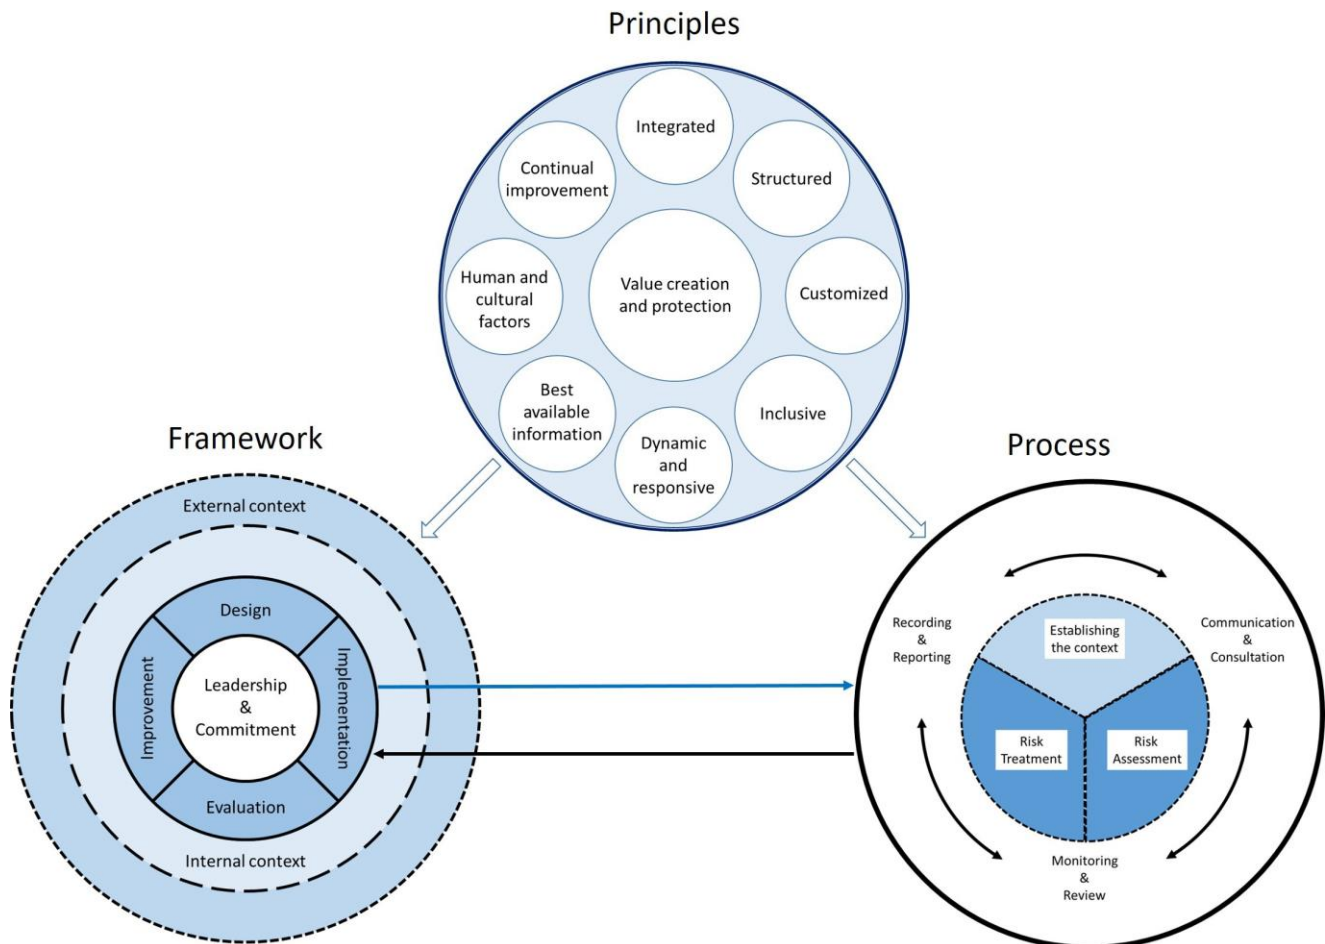 Principles
Integrated
Continual
improvement
Structured
Human and
cultural
factors
Value creation
and protection
Customized
Best
available
information
Inclusive
Dynamic
and
responsive
Framework
External context
Design
Improvement
Leadership
&
Commitment
Implementation
Evaluation
Internal context
Process
Recording
&
Reporting
Establishing
the context
Communication
&
Consultation
Risk
Treatment
Risk
Assessment
Monitoring
&
Review